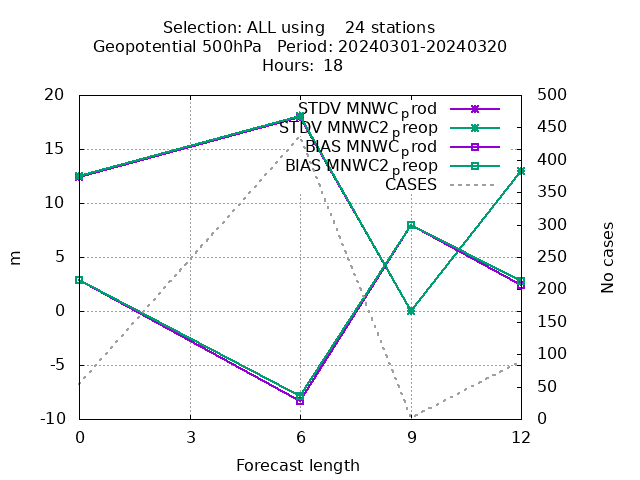 Selection: ALL using    24 stations
Geopotential 500hPa   Period: 20240301-20240320
Hours: 18
20
15
10
5
0
-5
-10
m
STDV MNWC_prod
STDV MNWC2_preop
BIAS MNWC_prod
BIAS MNWC2_preop
CASES
500
450
400
350
300
250
200
150
100
50
0
No cases
0 3 6 9 12
Forecast length